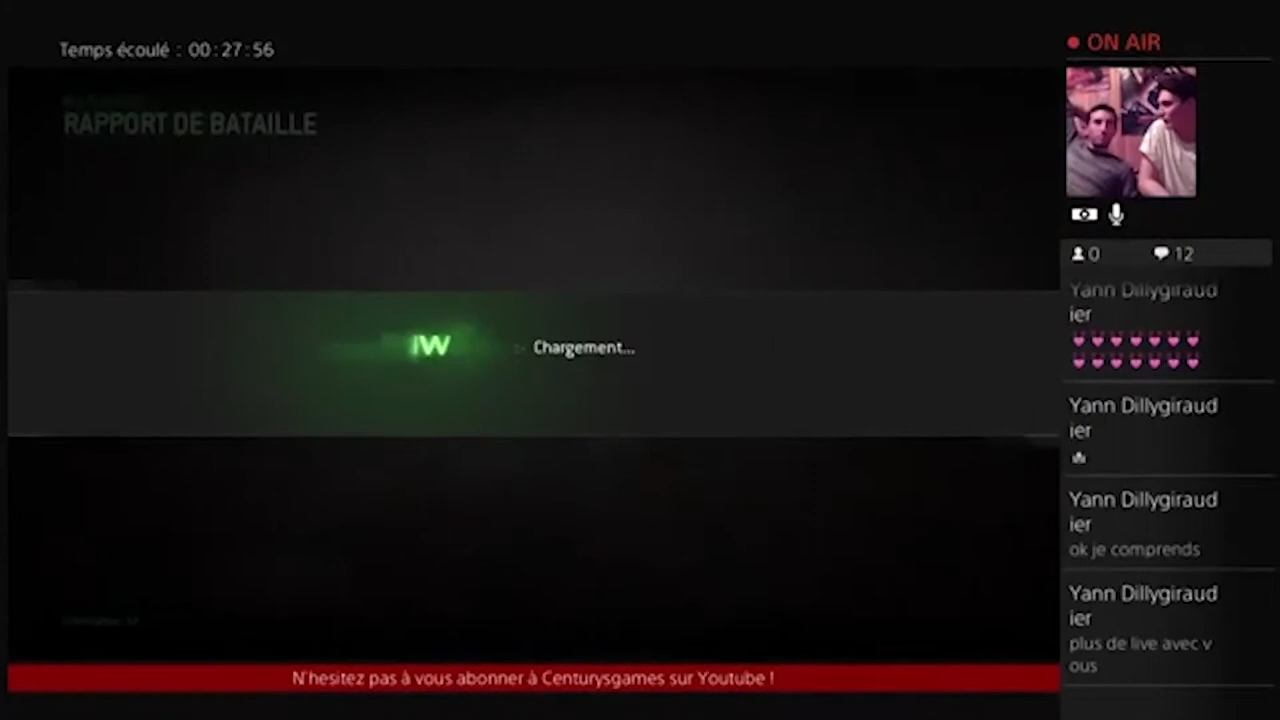 Temps écoulé : 00:27:56
ON AIR
RAPPORT DE BATAILLE
0
12
Yann Dillygiraud
ier
IW
Chargement...
Yann Dillygiraud
ier
Yann Dillygiraud
ier
ok je comprends
Yann Dillygiraud
ier
plus de live avec v
ous
N'hesitez pas à vous abonner à Centurysgames sur Youtube !